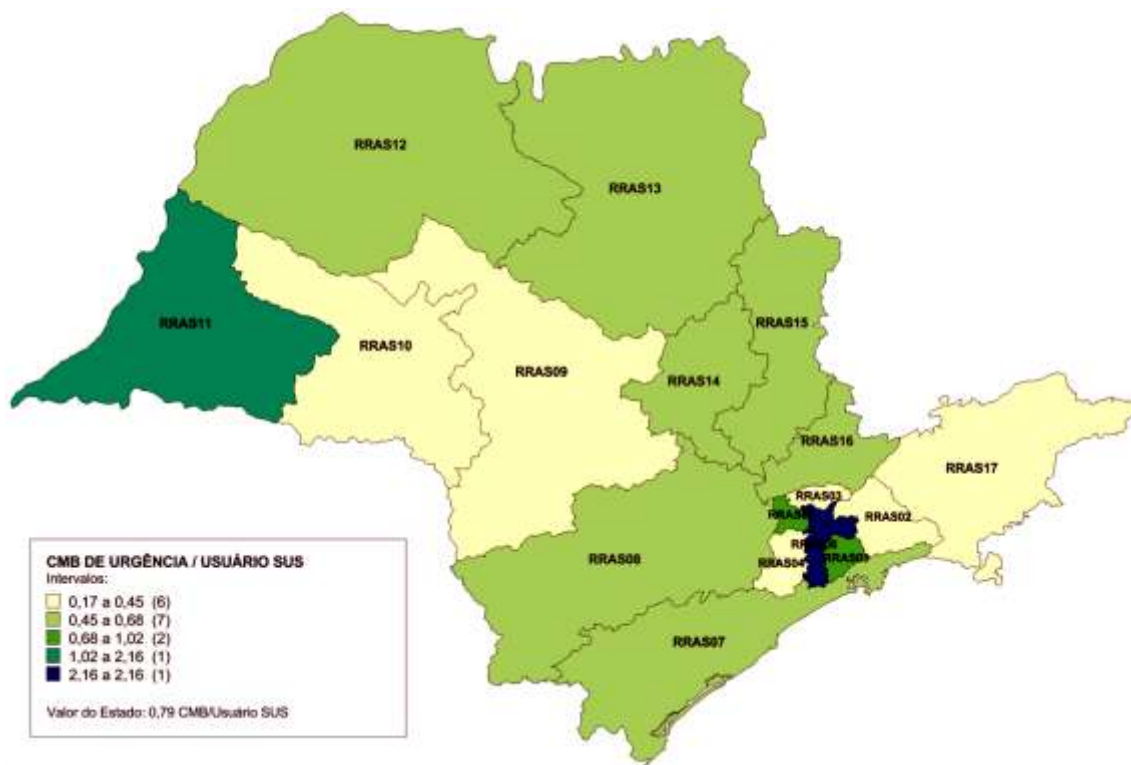 RRAS12
RRAS13
RRAS11
RRAS10
RRAS09
RRAS15
RRAS14
RRAS16
RRAS17
RRAS03
RRAS02
RRAS04
RRAS08
RRAS07
CMB DE URGÊNCIA / USUÁRIO SUS
Intervalos:
0,17 a 0,45 (6)
0,45 a 0,68 (7)
0,68 a 1,02 (2)
1,02 a 2,16 (1)
2,16 a 2,16 (1)
Valor do Estado: 0,79 CMB/Usuário SUS